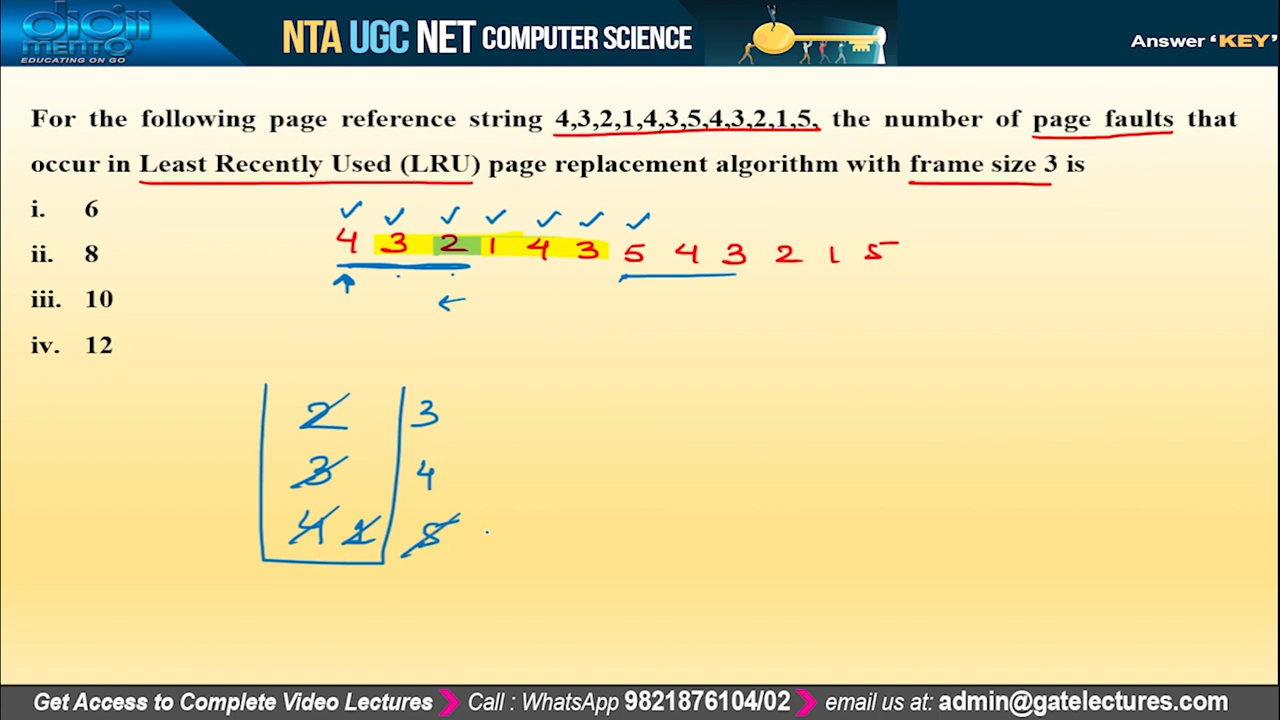 didji
MENTO
EDUCATING ON GO
NTA UGC NET COMPUTER SCIENCE
Answer ‘KEY’
For the following page reference string 4,3,2,1,4,3,5,4,3,2,1,5, the number of page faults that
occur in Least Recently Used (LRU) page replacement algorithm with frame size 3 is
i. 6
ii. 8
iii. 10
iv. 12
4 3 2 1 4 3 5 4 3 2 1 5
2 3
3 4
4 1 5
Get Access to Complete Video Lectures Call : WhatsApp 9821876104/02 email us at: admin@gatelectures.com